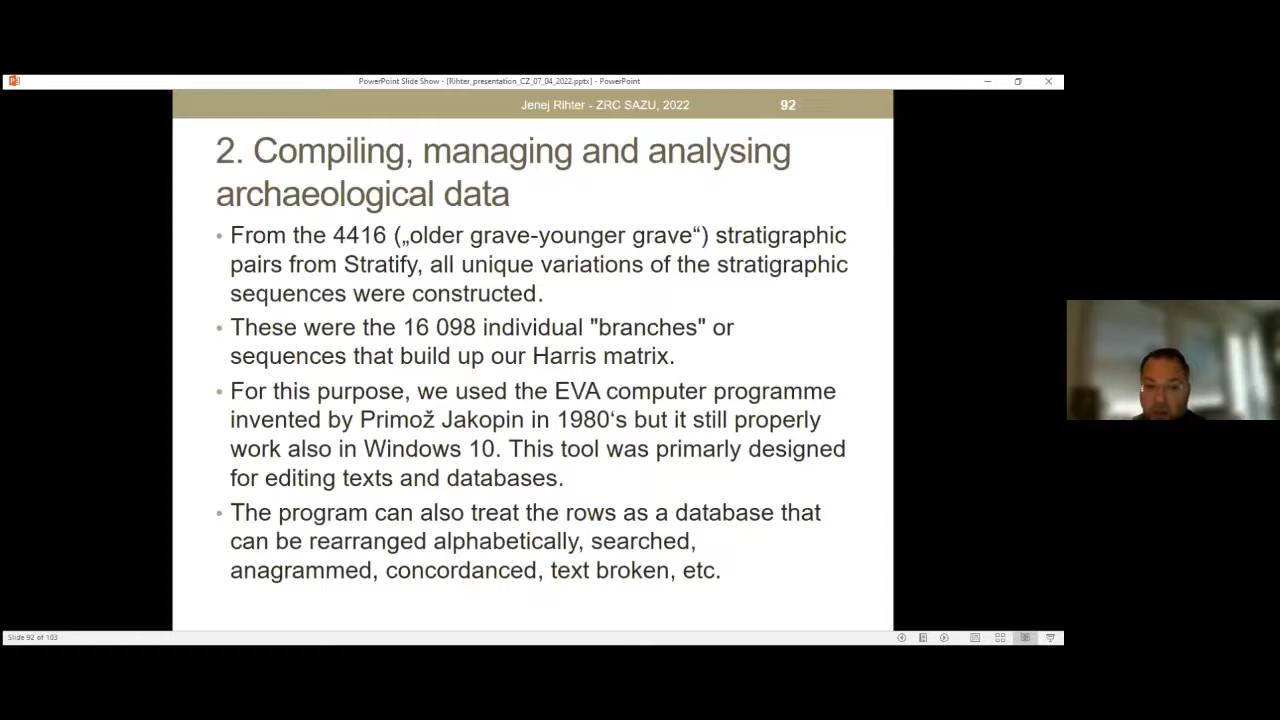 PowerPoint Slide Show - [Rihter_presentation_CZ_07_04_2022.pptx] - PowerPoint
Jenej Rihter - ZRC SAZU, 2022
92
2. Compiling, managing and analysing
archaeological data
• From the 4416 („older grave-younger grave“) stratigraphic
pairs from Stratify, all unique variations of the stratigraphic
sequences were constructed.
• These were the 16 098 individual "branches" or
sequences that build up our Harris matrix.
• For this purpose, we used the EVA computer programme
invented by Primož Jakopin in 1980‘s but it still properly
work also in Windows 10. This tool was primarly designed
for editing texts and databases.
• The program can also treat the rows as a database that
can be rearranged alphabetically, searched,
anagrammed, concordanced, text broken, etc.
Slide 92 of 103